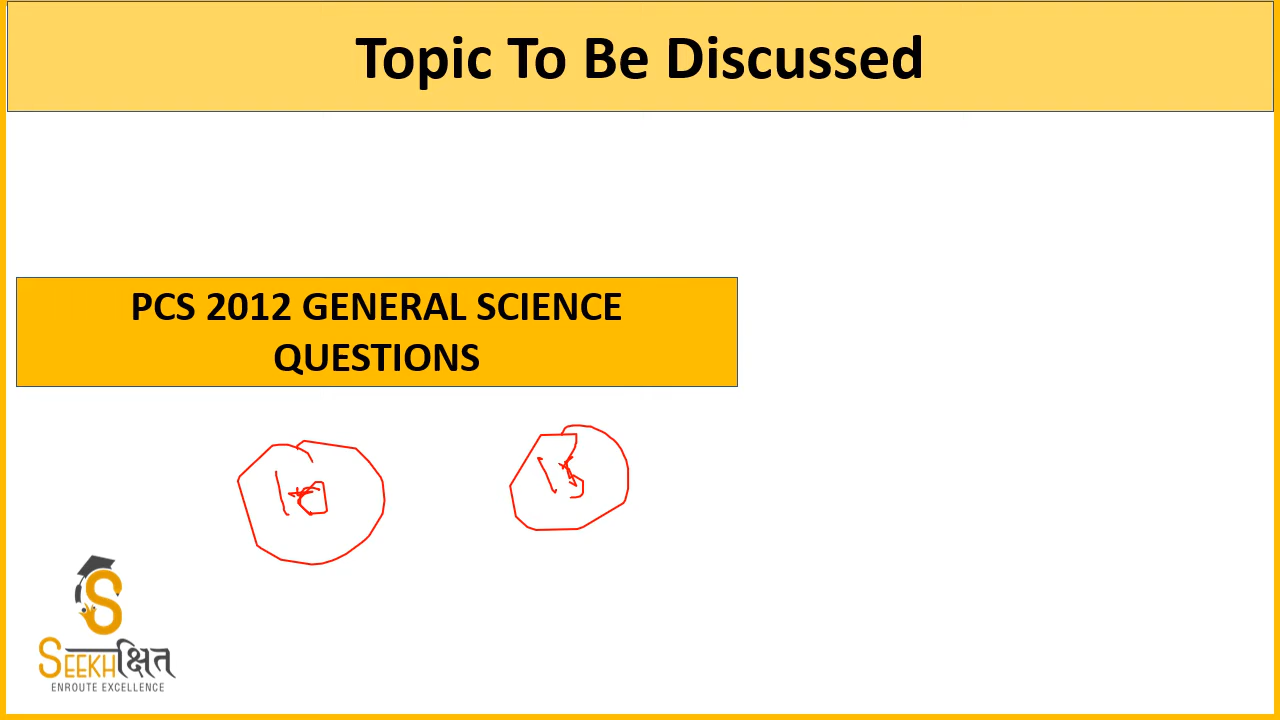 Topic To Be Discussed
PCS 2012 GENERAL SCIENCE
QUESTIONS
SEEKHक्षित
ENROUTE EXCELLENCE